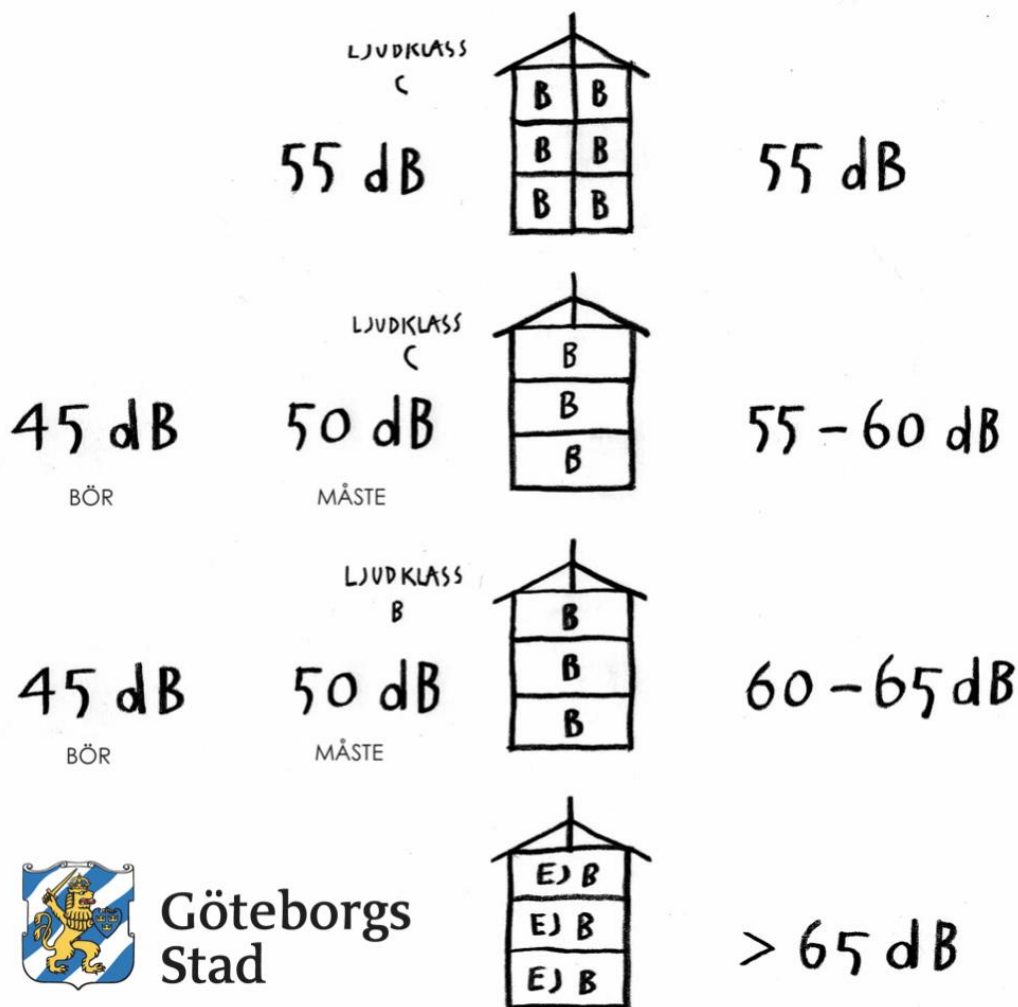 LJUDKLASS
C
B B
55 dB B B 55 dB
B B
LJUDKLASS
C
B
45 dB 50 dB B 55 – 60 dB
B
BÖR MÅSTE
LJUDKLASS
B
B
45 dB 50 dB B 60 – 65 dB
B
BÖR MÅSTE
EJ B
Göteborgs EJ B > 65 dB
Stad EJ B